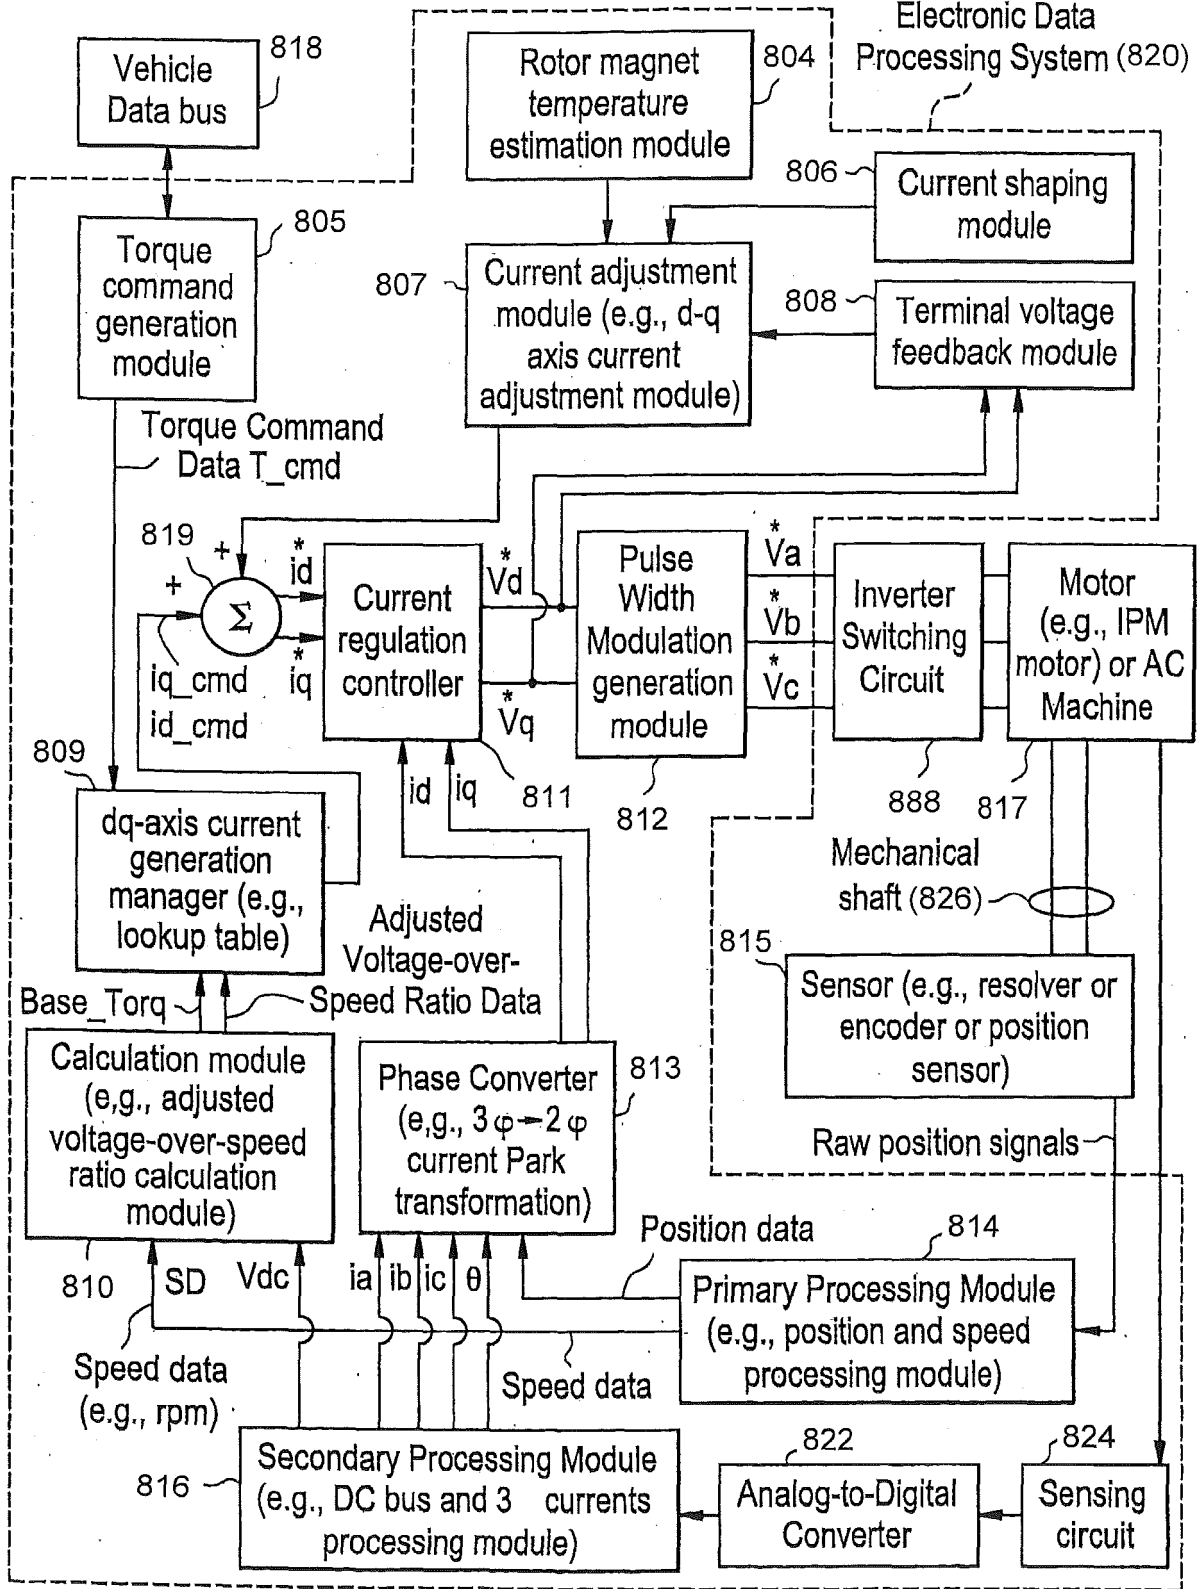 Electronic Data
Processing System (820)
818
Vehicle
Data bus
Rotor magnet
temperature
estimation module
804
806
Current shaping
module
805
Torque
command
generation
module
807
Current adjustment
module (e.g., d-q
axis current
adjustment module)
808
Terminal voltage
feedback module
Torque Command
Data T_cmd
819
+
+
Σ
*
id
*
iq
iq_cmd
id_cmd
Current
regulation
controller
811
*
Vd
*
Vq
Pulse
Width
Modulation
generation
module
812
*
Va
*
Vb
*
Vc
Inverter
Switching
Circuit
888
Motor
(e.g., IPM
motor) or AC
Machine
817
id
iq
809
dq-axis current
generation
manager (e.g.,
lookup table)
Mechanical
shaft (826)
Adjusted
Voltage-over-
Speed Ratio Data
Base_Torq
815
Sensor (e.g., resolver or
encoder or position
sensor)
Calculation module
(e,g., adjusted
voltage-over-speed
ratio calculation
module)
810
Phase Converter
(e,g., 3 φ→2 φ
current Park
transformation)
813
Raw position signals
Position data
814
SD
Vdc
ia
ib
ic
θ
Primary Processing Module
(e.g., position and speed
processing module)
Speed data
(e.g., rpm)
Speed data
816
Secondary Processing Module
(e.g., DC bus and 3 currents
processing module)
822
Analog-to-Digital
Converter
824
Sensing
circuit